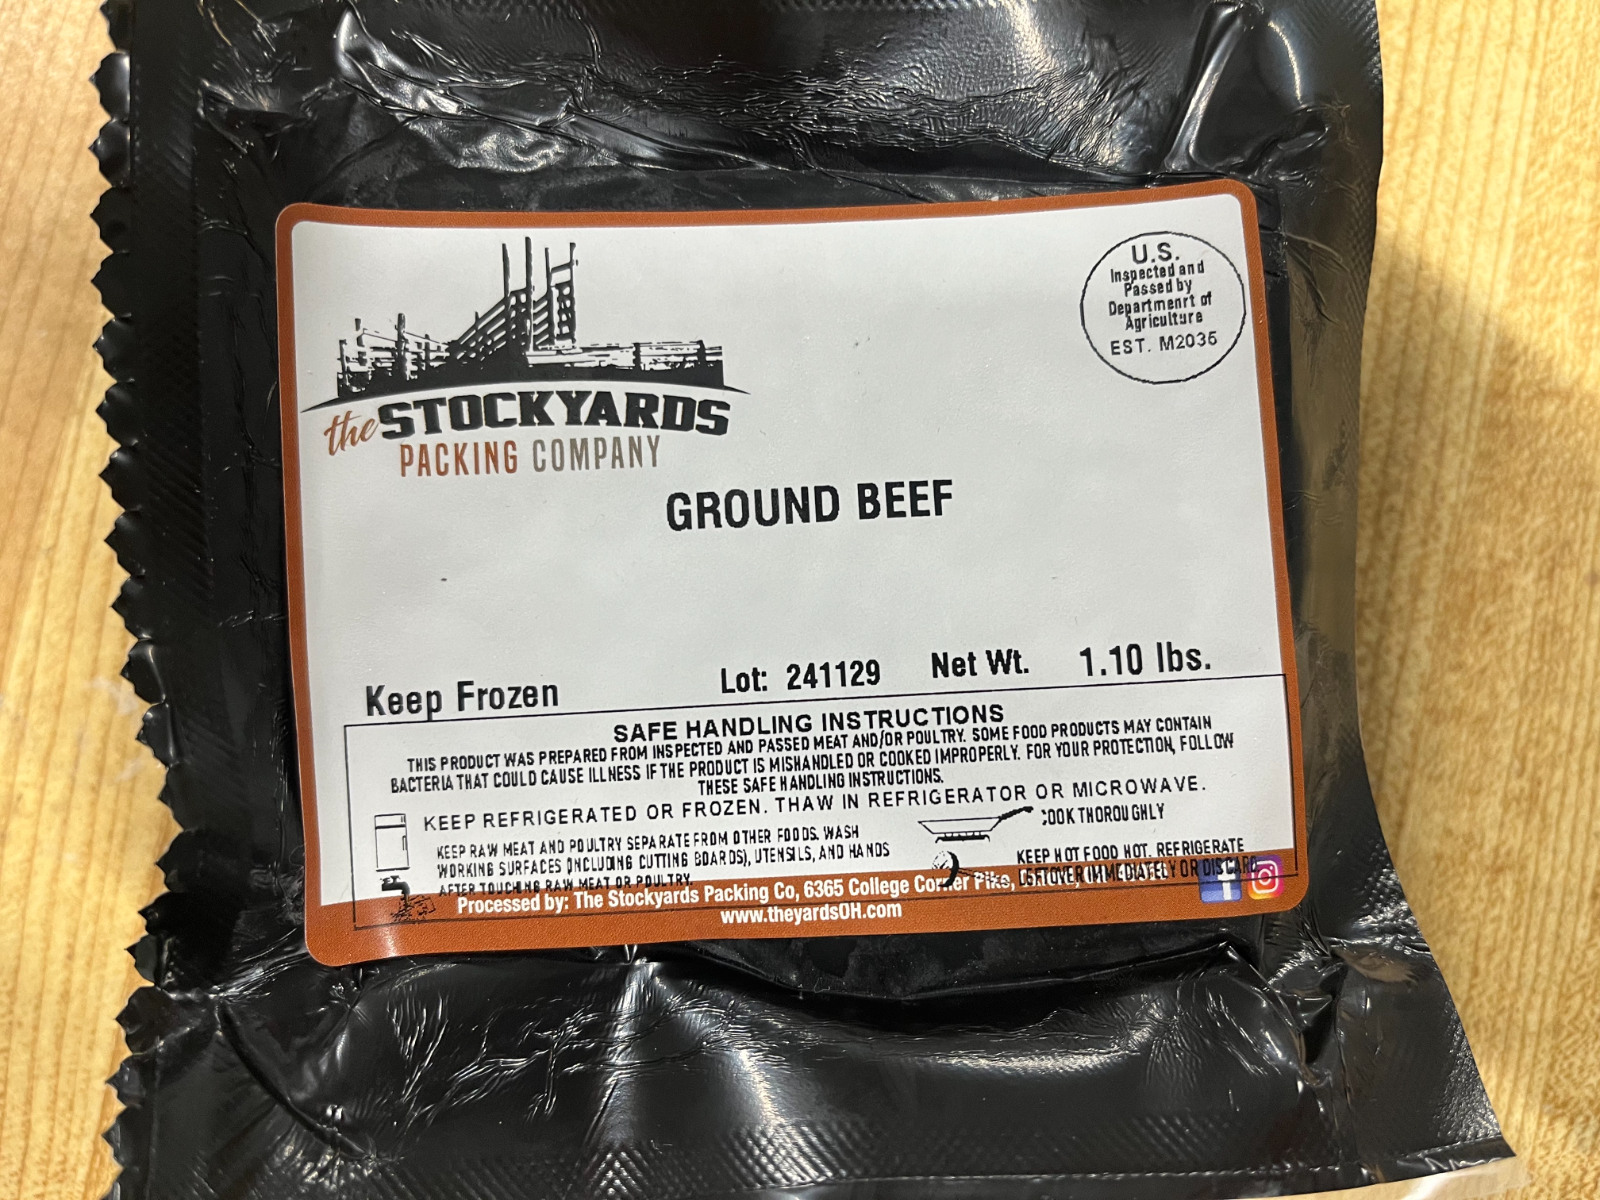 the STOCKYARDS
PACKING COMPANY
U.S.
Inspected and
Passed by
Departmenrt of
Agriculture
EST. M2035
GROUND BEEF
Keep Frozen
Lot: 241129
Net Wt. 1.10 lbs.
SAFE HANDLING INSTRUCTIONS
THIS PRODUCT WAS PREPARED FROM INSPECTED AND PASSED MEAT AND/OR POULTRY. SOME FOOD PRODUCTS MAY CONTAIN
BACTERIA THAT COULD CAUSE ILLNESS IF THE PRODUCT IS MISHANDLED OR COOKED IMPROPERLY. FOR YOUR PROTECTION, FOLLOW
THESE SAFE HANDLING INSTRUCTIONS.
KEEP REFRIGERATED OR FROZEN. THAW IN REFRIGERATOR OR MICROWAVE.
KEEP RAW MEAT AND POULTRY SEPARATE FROM OTHER FOODS. WASH
WORKING SURFACES (INCLUDING CUTTING BOARDS), UTENSILS, AND HANDS
AFTER TOUCHING RAW MEAT OR POULTRY.
COOK THOROUGHLY
KEEP HOT FOOD HOT. REFRIGERATE
LEFTOVER IMMEDIATELY OR DISCARD.
Processed by: The Stockyards Packing Co, 6365 College Corner Pike,
www.theyardsOH.com